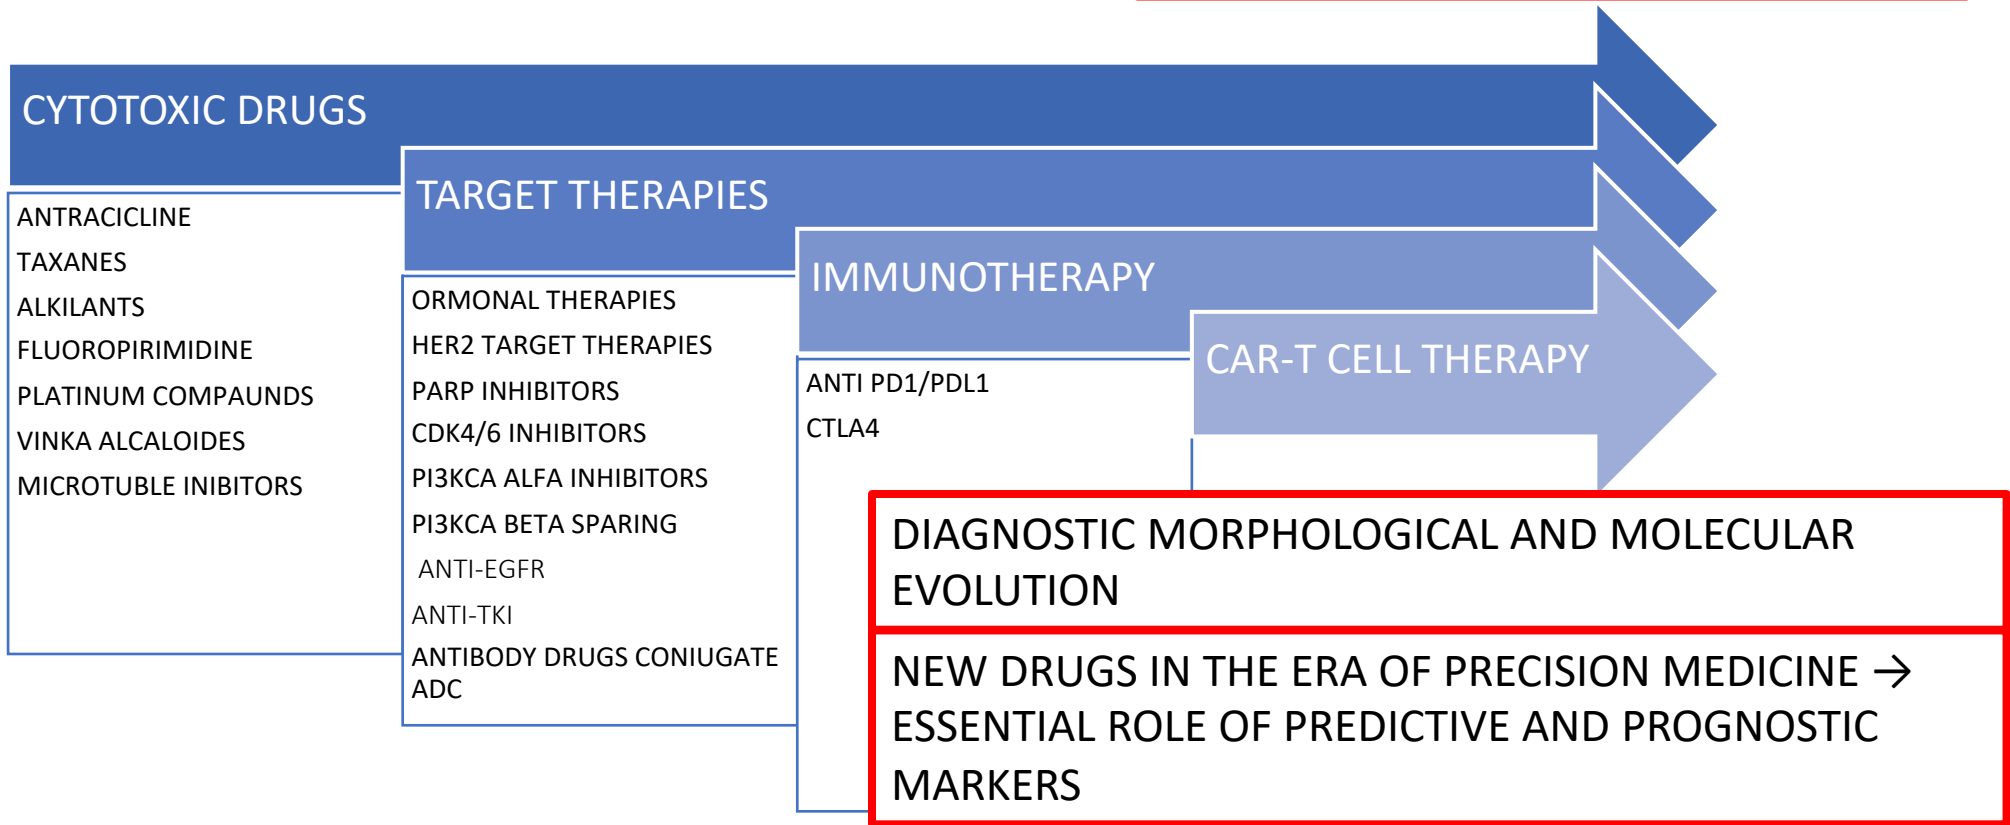 CYTOTOXIC DRUGS
ANTRACICLINE
TAXANES
ALKILANTS
FLUOROPIRIMIDINE
PLATINUM COMPAUNDS
VINKA ALCALOIDES
MICROTUBLE INIBITORS
TARGET THERAPIES
ORMONAL THERAPIES
HER2 TARGET THERAPIES
PARP INHIBITORS
CDK4/6 INHIBITORS
PI3KCA ALFA INHIBITORS
PI3KCA BETA SPARING
ANTI-EGFR
ANTI-TKI
ANTIBODY DRUGS CONIUGATE
ADC
IMMUNOTHERAPY
ANTI PD1/PDL1
CTLA4
CAR-T CELL THERAPY
DIAGNOSTIC MORPHOLOGICAL AND MOLECULAR
EVOLUTION
NEW DRUGS IN THE ERA OF PRECISION MEDICINE →
ESSENTIAL ROLE OF PREDICTIVE AND PROGNOSTIC
MARKERS